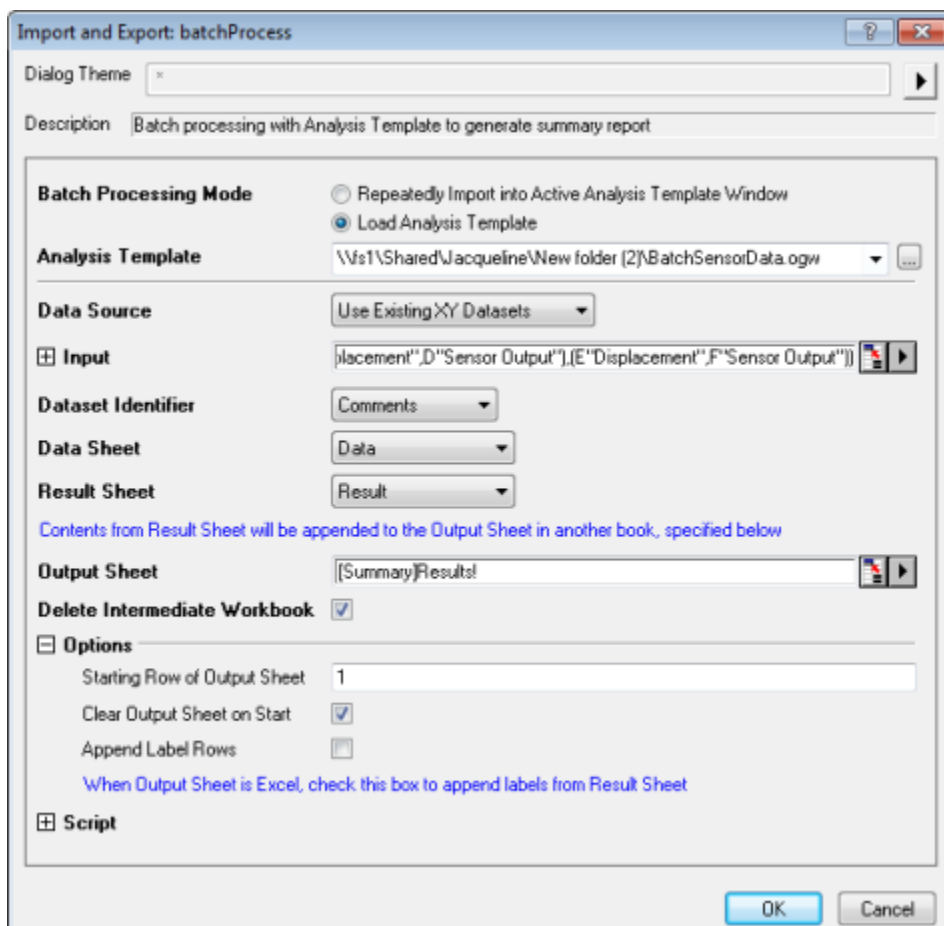 Import and Export: batchProcess
Dialog Theme *
Description Batch processing with Analysis Template to generate summary report
Batch Processing Mode Repeatedly Import into Active Analysis Template Window
Load Analysis Template
Analysis Template \\fs1\Shared\Jacqueline\New folder (2)\BatchSensorData.ogw ...
Data Source Use Existing XY Datasets
Input placement",D"Sensor Output"),(E"Displacement",F"Sensor Output"))
Dataset Identifier Comments
Data Sheet Data
Result Sheet Result
Contents from Result Sheet will be appended to the Output Sheet in another book, specified below
Output Sheet [Summary]Results!
Delete Intermediate Workbook
Options
Starting Row of Output Sheet 1
Clear Output Sheet on Start
Append Label Rows
When Output Sheet is Excel, check this box to append labels from Result Sheet
Script
OK Cancel